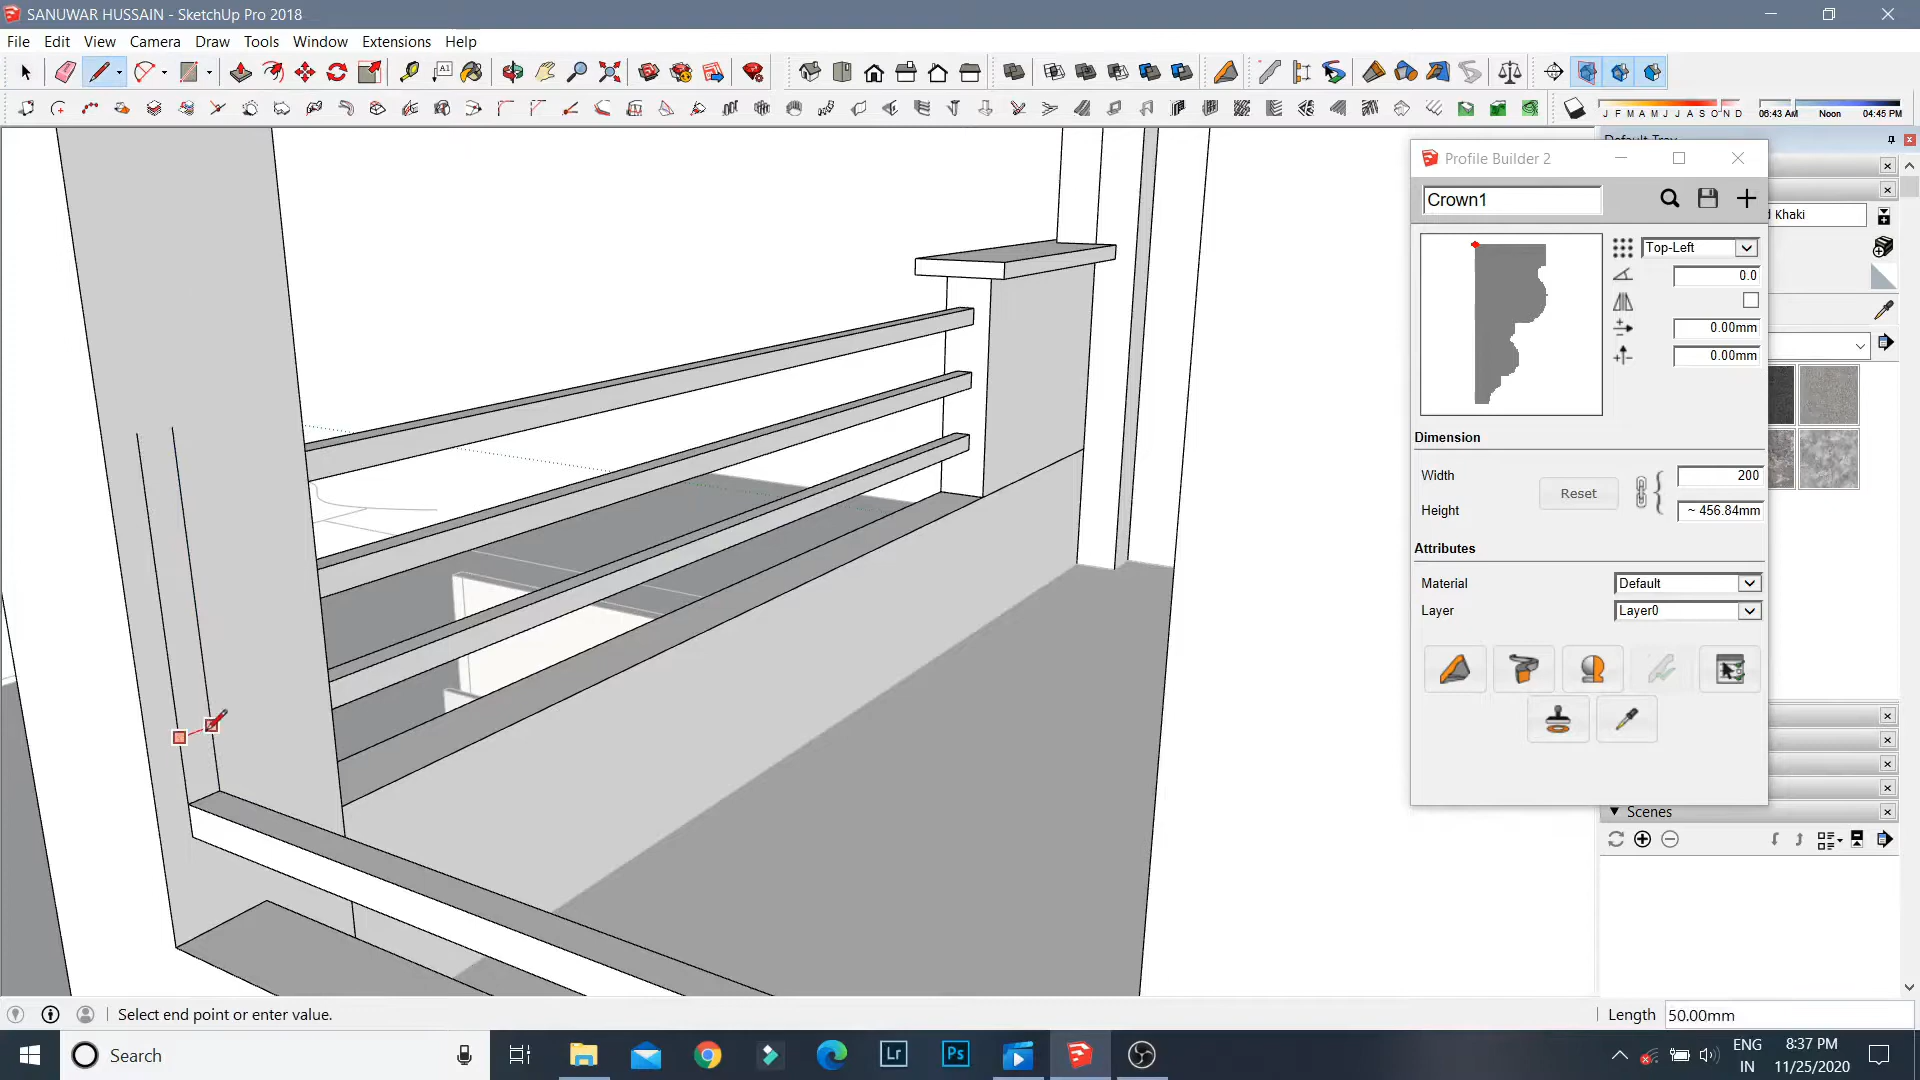 SANUWAR HUSSAIN - SketchUp Pro 2018
File Edit View Camera Draw Tools Window Extensions Help
A1
J F M A M J J A S O N D 06:43 AM Noon 04:45 PM
Profile Builder 2
Crown1
d Khaki
Top-Left
0.0
0.00mm
0.00mm
Dimension
Width 200
Reset
Height ~ 456.84mm
Attributes
Material Default
Layer Layer0
Scenes
Select end point or enter value.
Length 50.00mm
Search
Lr
Ps
ENG
IN
8:37 PM
11/25/2020